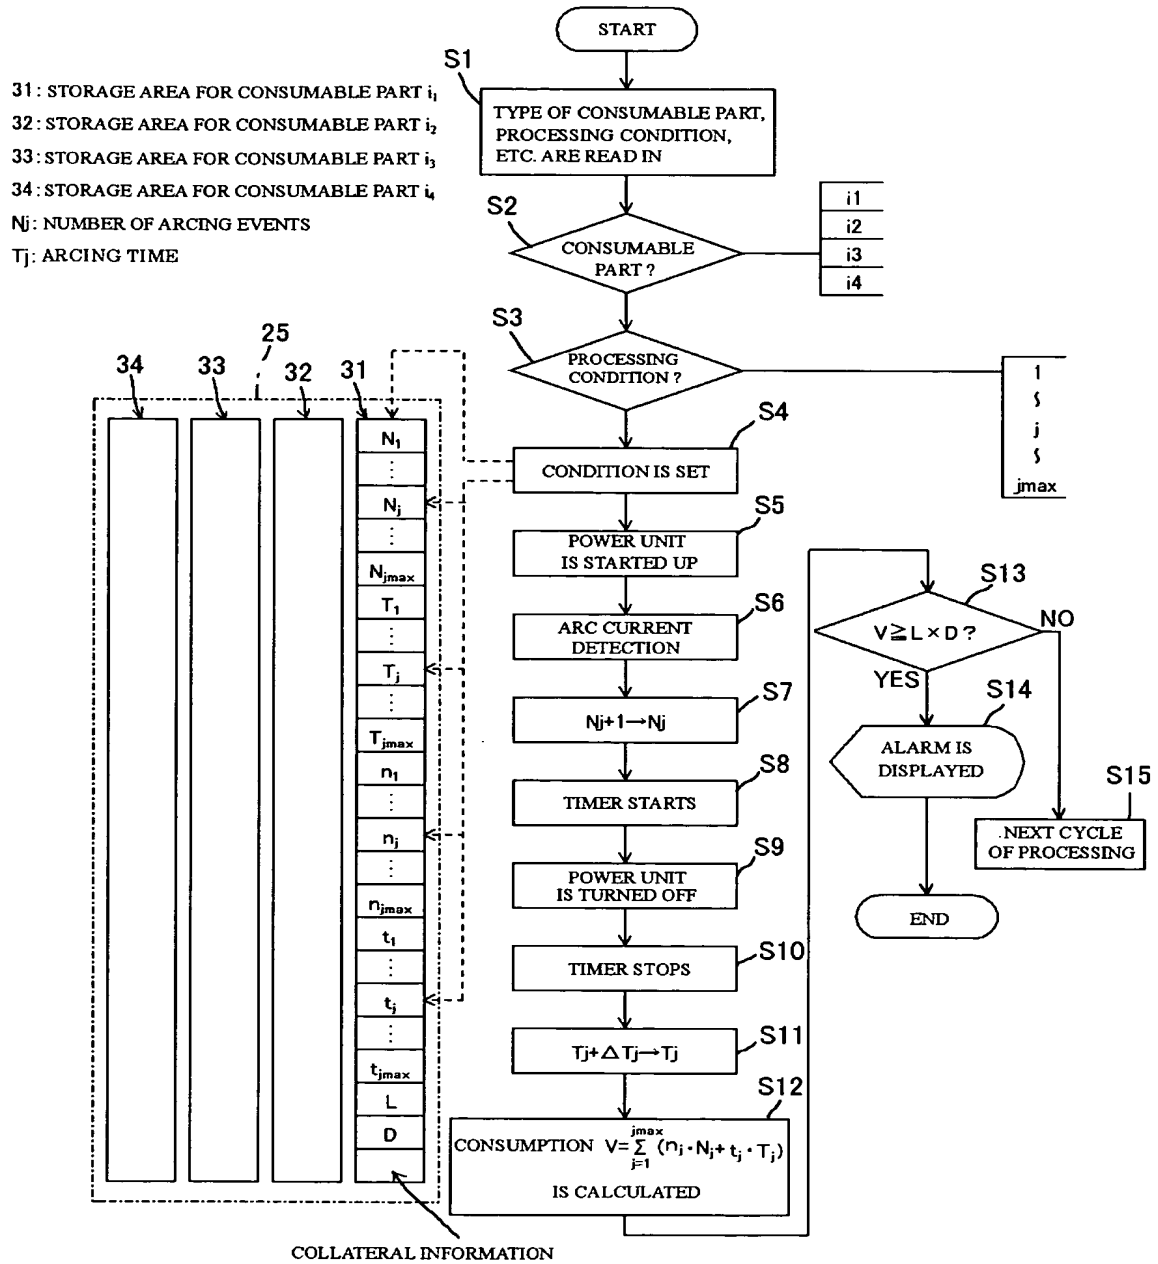 START
S1
TYPE OF CONSUMABLE PART,
PROCESSING CONDITION,
ETC. ARE READ IN
31: STORAGE AREA FOR CONSUMABLE PART i₁
32: STORAGE AREA FOR CONSUMABLE PART i₂
33: STORAGE AREA FOR CONSUMABLE PART i₃
34: STORAGE AREA FOR CONSUMABLE PART i₄
Nj: NUMBER OF ARCING EVENTS
Tj: ARCING TIME
S2
CONSUMABLE
PART ?
i1
i2
i3
i4
S3
PROCESSING
CONDITION ?
1
∫
j
∫
jmax
25
34
33
32
31
N₁
⋮
Nⱼ
⋮
Njmax
T₁
⋮
Tⱼ
⋮
Tjmax
n₁
⋮
nⱼ
⋮
njmax
t₁
⋮
tⱼ
⋮
tjmax
L
D
COLLATERAL INFORMATION
S4
CONDITION IS SET
S5
POWER UNIT
IS STARTED UP
S6
ARC CURRENT
DETECTION
S7
Nj+1→Nj
S8
TIMER STARTS
S9
POWER UNIT
IS TURNED OFF
S10
TIMER STOPS
S11
Tj+△Tj→Tj
S12
CONSUMPTION V=jmax∑j=1 (nⱼ·Nⱼ+tⱼ·Tⱼ)
IS CALCULATED
S13
V≧L×D?
NO
YES
S14
ALARM IS
DISPLAYED
S15
.NEXT CYCLE
OF PROCESSING
END